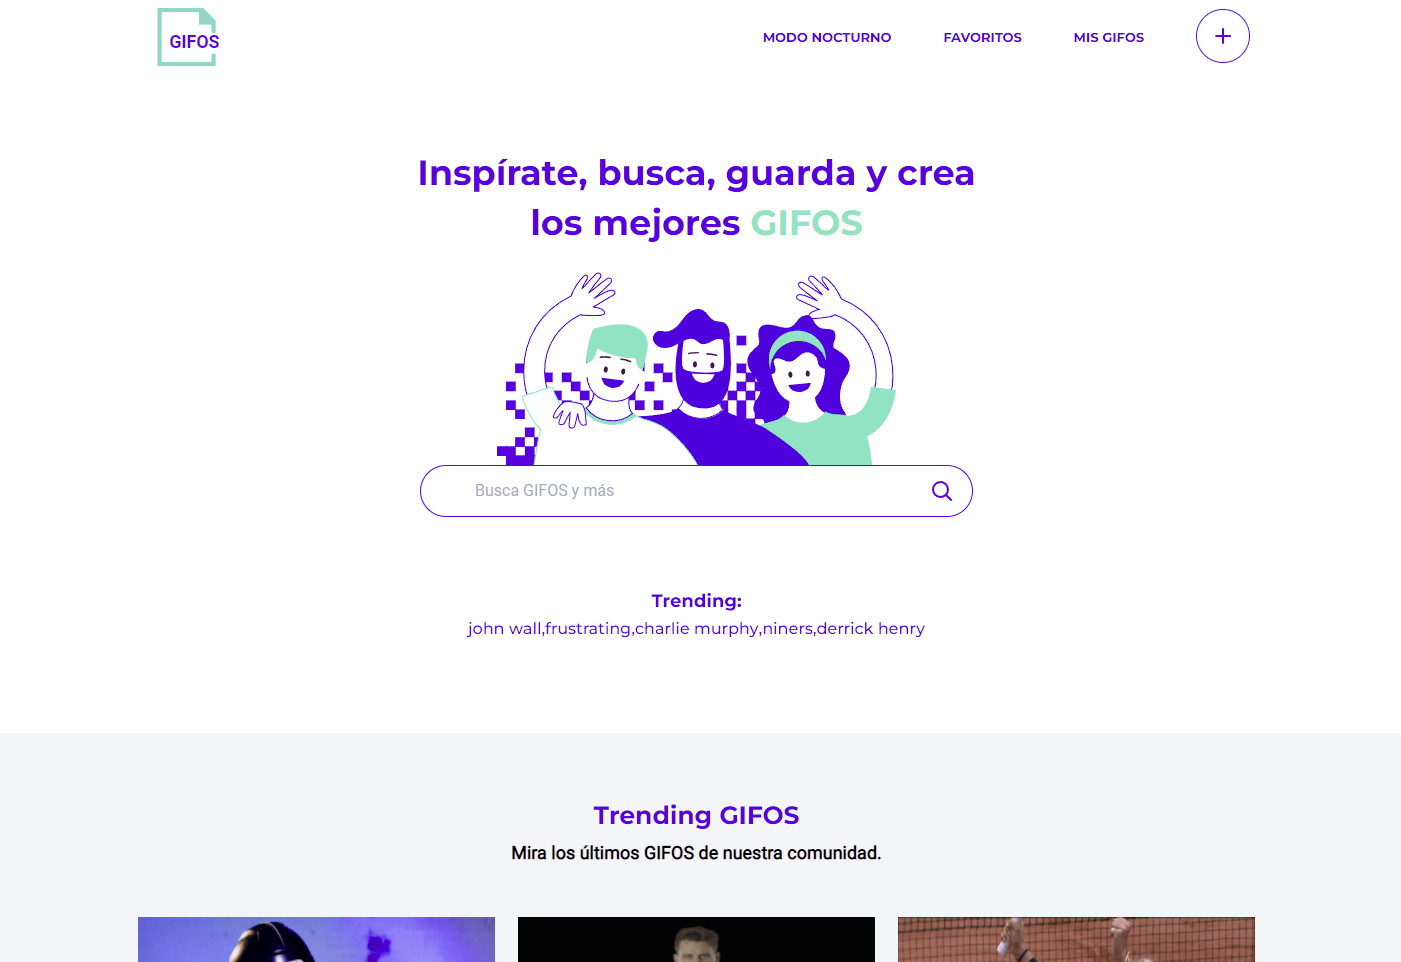 GIFOS
MODO NOCTURNO
FAVORITOS
MIS GIFOS
Inspírate, busca, guarda y crea
los mejores GIFOS
Busca GIFOS y más
Trending:
john wall,frustrating,charlie murphy,niners,derrick henry
Trending GIFOS
Mira los últimos GIFOS de nuestra comunidad.